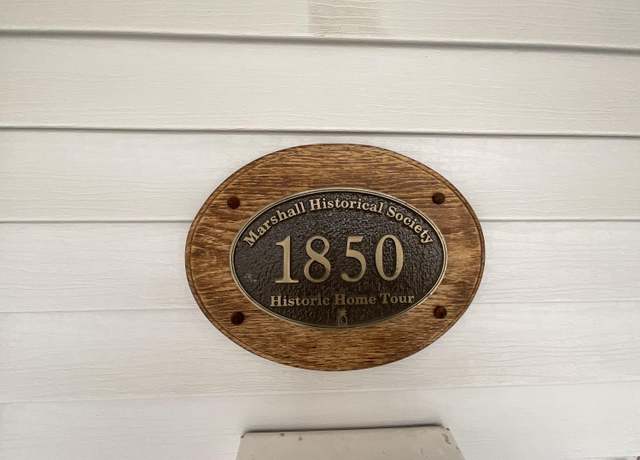 Marshall Historical Society
1850
Historic Home Tour